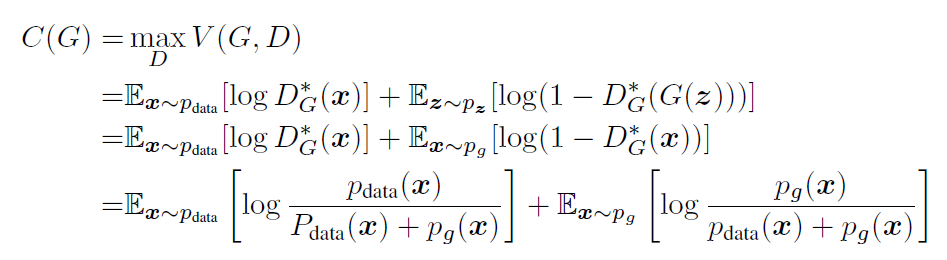 C(G) = max_D V(G, D)
=𝔼_{x∼p_data}[log D*_G(x)] + 𝔼_{z∼p_z}[log(1 − D*_G(G(z)))]
=𝔼_{x∼p_data}[log D*_G(x)] + 𝔼_{x∼p_g}[log(1 − D*_G(x))]
=𝔼_{x∼p_data}[log p_data(x) / (P_data(x) + p_g(x))] + 𝔼_{x∼p_g}[log p_g(x) / (p_data(x) + p_g(x))]